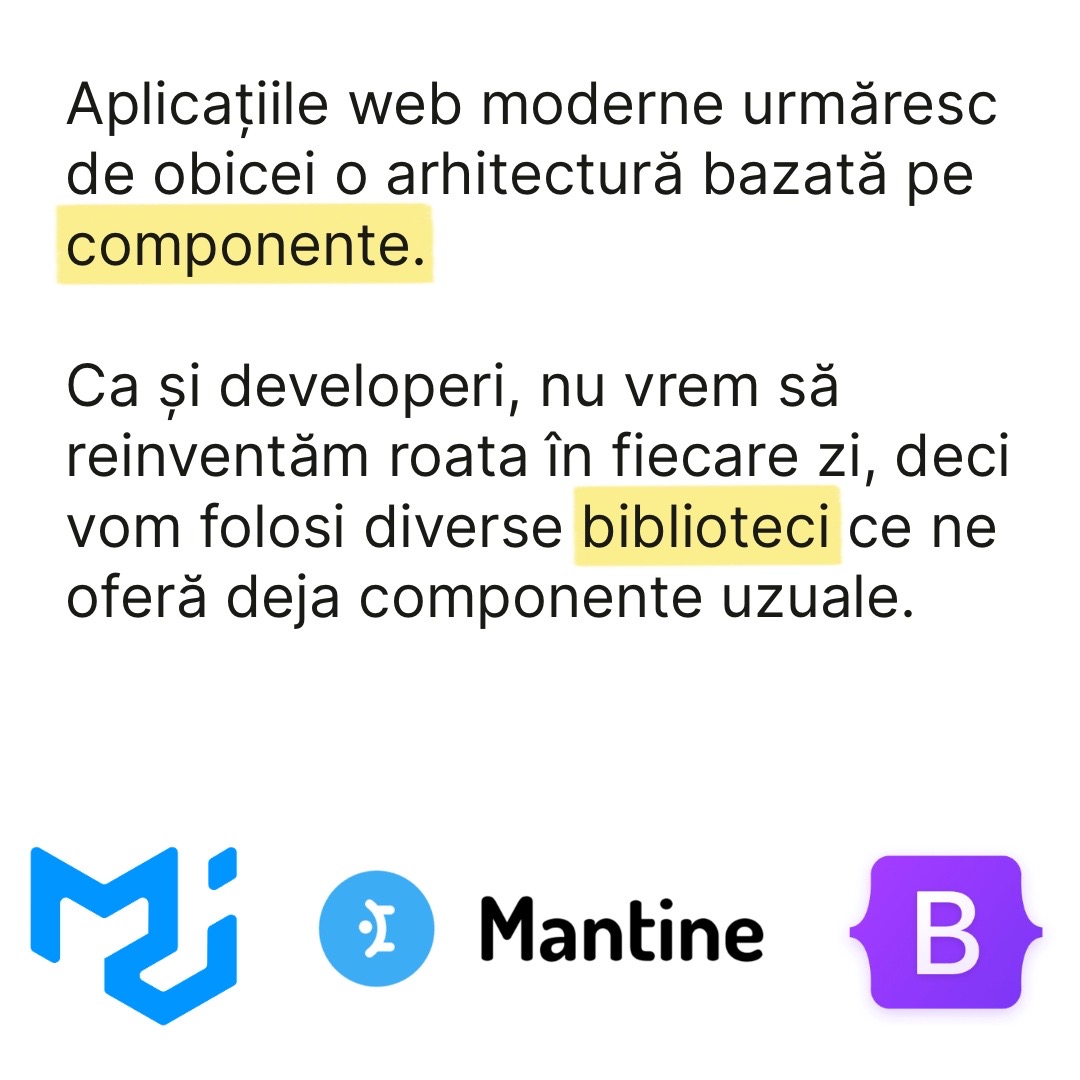 Aplicațiile web moderne urmăresc
de obicei o arhitectură bazată pe
componente.
Ca și developeri, nu vrem să
reinventăm roata în fiecare zi, deci
vom folosi diverse biblioteci ce ne
oferă deja componente uzuale.
Mantine
B